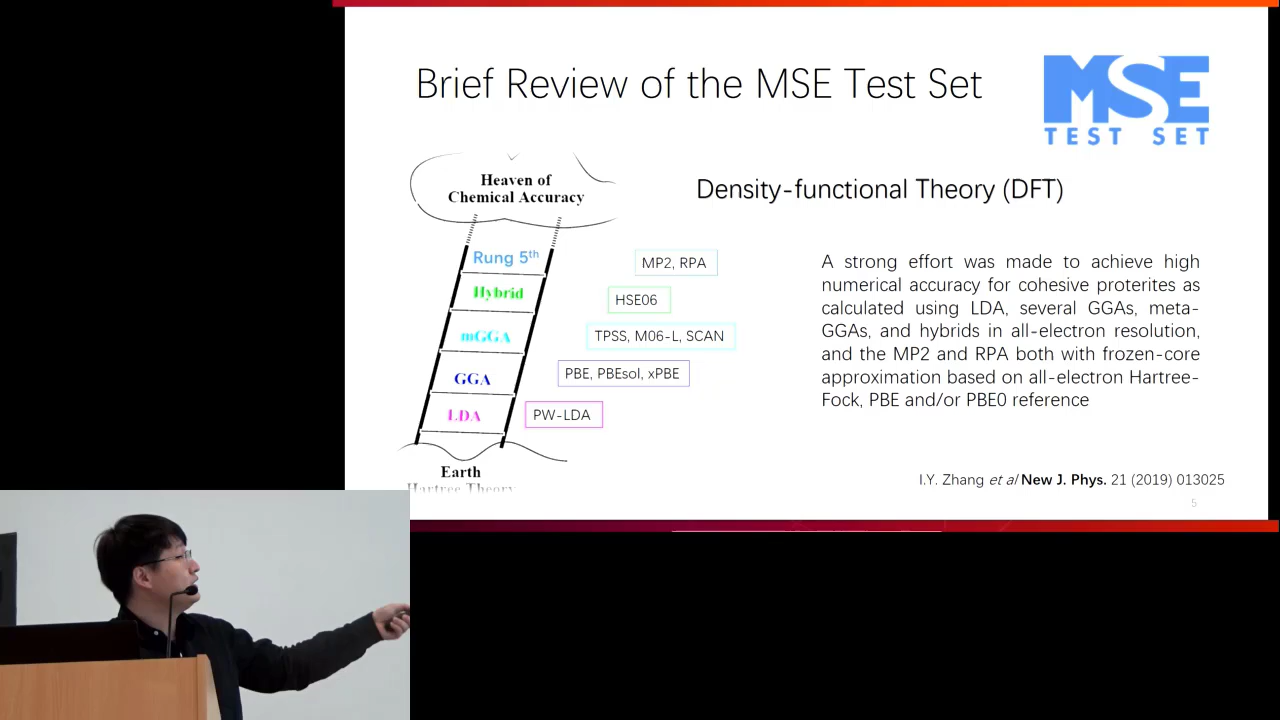 Brief Review of the MSE Test Set
MSE
TEST SET
Heaven of
Chemical Accuracy
Density-functional Theory (DFT)
Rung 5th
MP2, RPA
Hybrid
HSE06
mGGA
TPSS, M06-L, SCAN
GGA
PBE, PBEsol, xPBE
LDA
PW-LDA
Earth
Hartree Theory
A strong effort was made to achieve high
numerical accuracy for cohesive proterites as
calculated using LDA, several GGAs, meta-
GGAs, and hybrids in all-electron resolution,
and the MP2 and RPA both with frozen-core
approximation based on all-electron Hartree-
Fock, PBE and/or PBE0 reference
I.Y. Zhang et al New J. Phys. 21 (2019) 013025
5